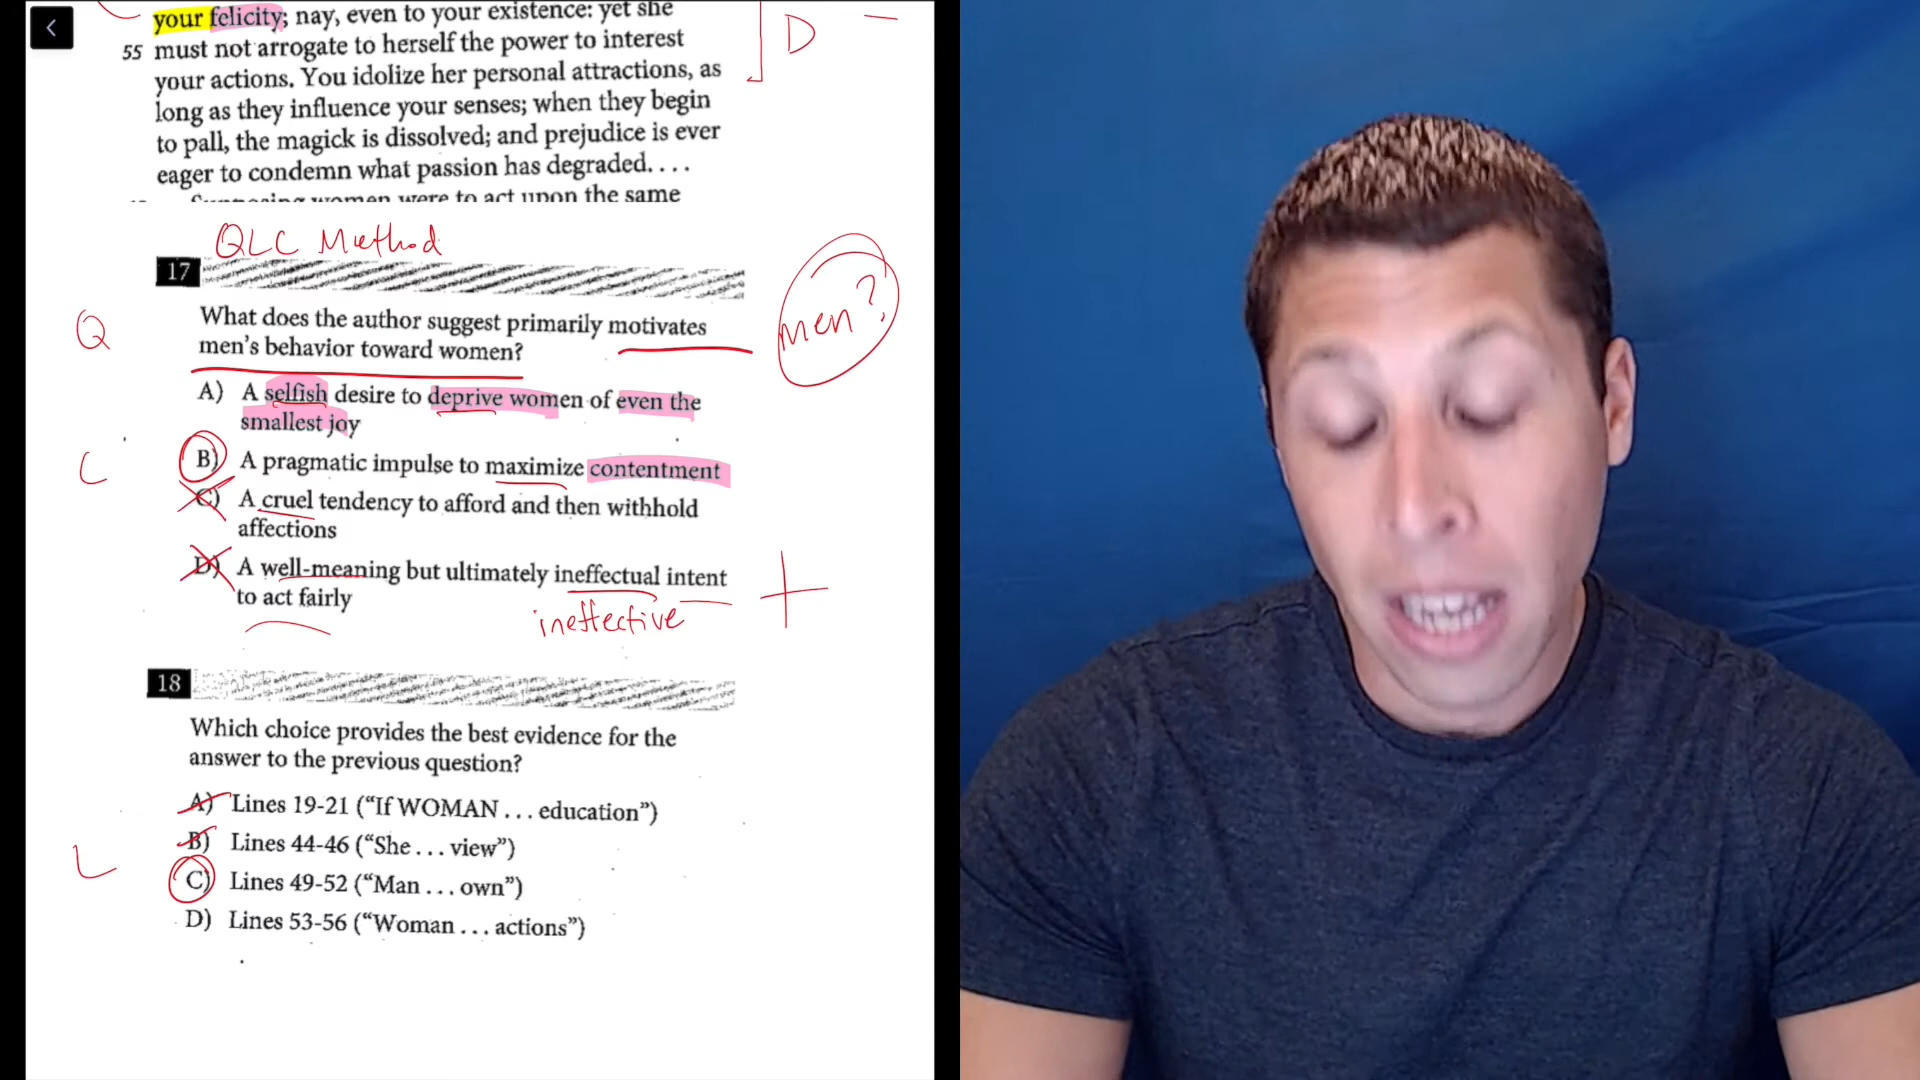 your felicity; nay, even to your existence: yet she
55 must not arrogate to herself the power to interest
your actions. You idolize her personal attractions, as
long as they influence your senses; when they begin
to pall, the magick is dissolved; and prejudice is ever
eager to condemn what passion has degraded. . . .
women were to act upon the same
D –
QLC Method
17
men?
Q
What does the author suggest primarily motivates
men's behavior toward women?
A) A selfish desire to deprive women of even the
smallest joy
C
B) A pragmatic impulse to maximize contentment
C) A cruel tendency to afford and then withhold
affections
D) A well-meaning but ultimately ineffectual intent
to act fairly
ineffective
+
18
Which choice provides the best evidence for the
answer to the previous question?
A) Lines 19-21 (“If WOMAN . . . education”)
B) Lines 44-46 (“She . . . view”)
L
C) Lines 49-52 (“Man . . . own”)
D) Lines 53-56 (“Woman . . . actions”)